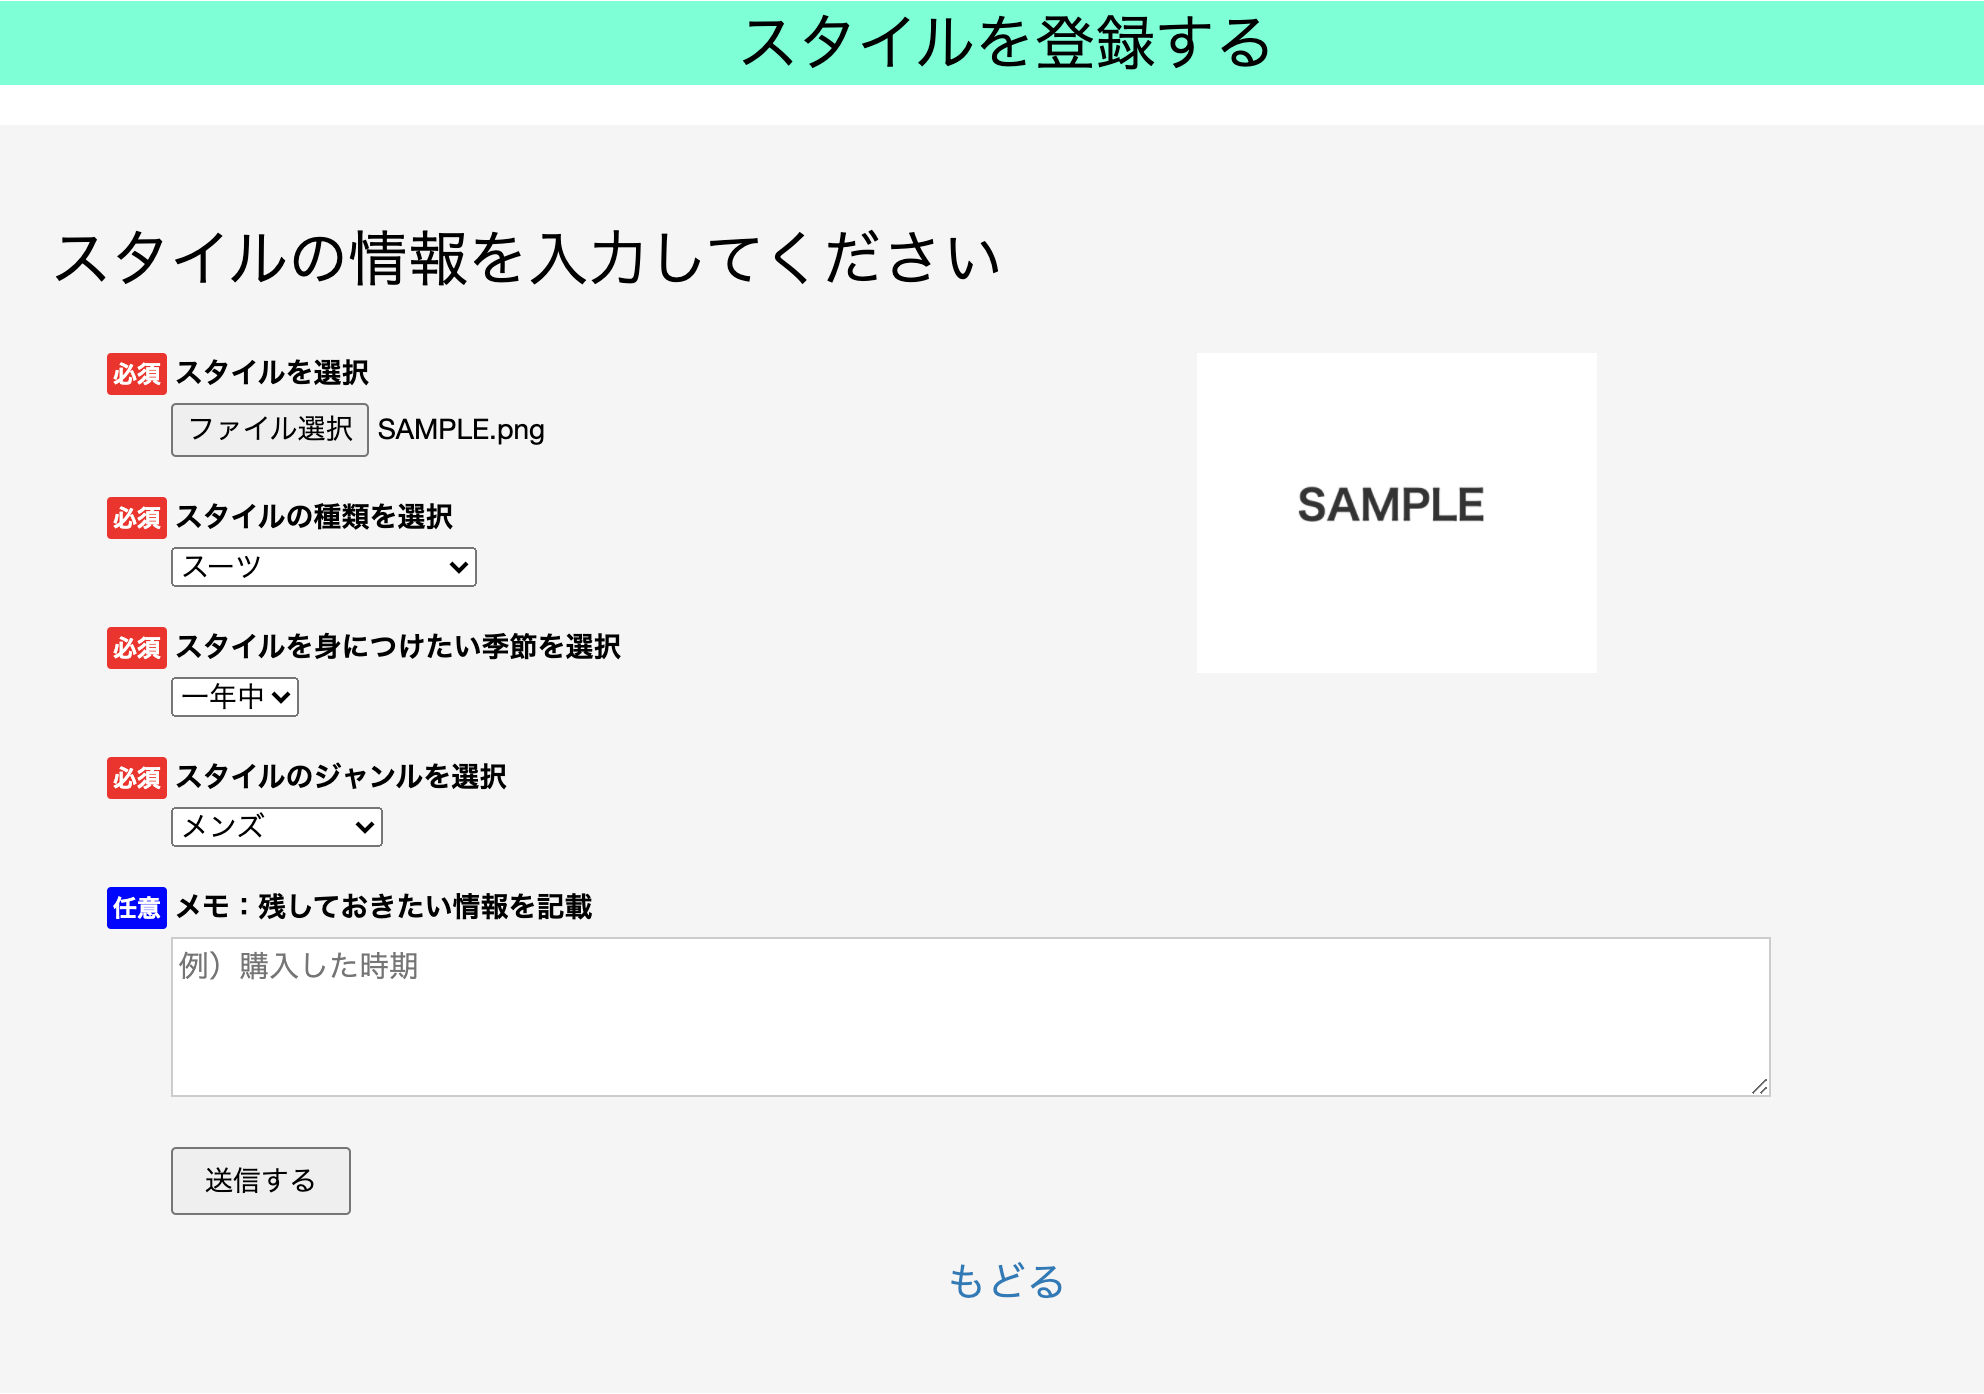 スタイルを登録する
スタイルの情報を入力してください
必須 スタイルを選択
ファイル選択 SAMPLE.png
SAMPLE
必須 スタイルの種類を選択
スーツ
必須 スタイルを身につけたい季節を選択
一年中
必須 スタイルのジャンルを選択
メンズ
任意 メモ：残しておきたい情報を記載
例）購入した時期
送信する
もどる